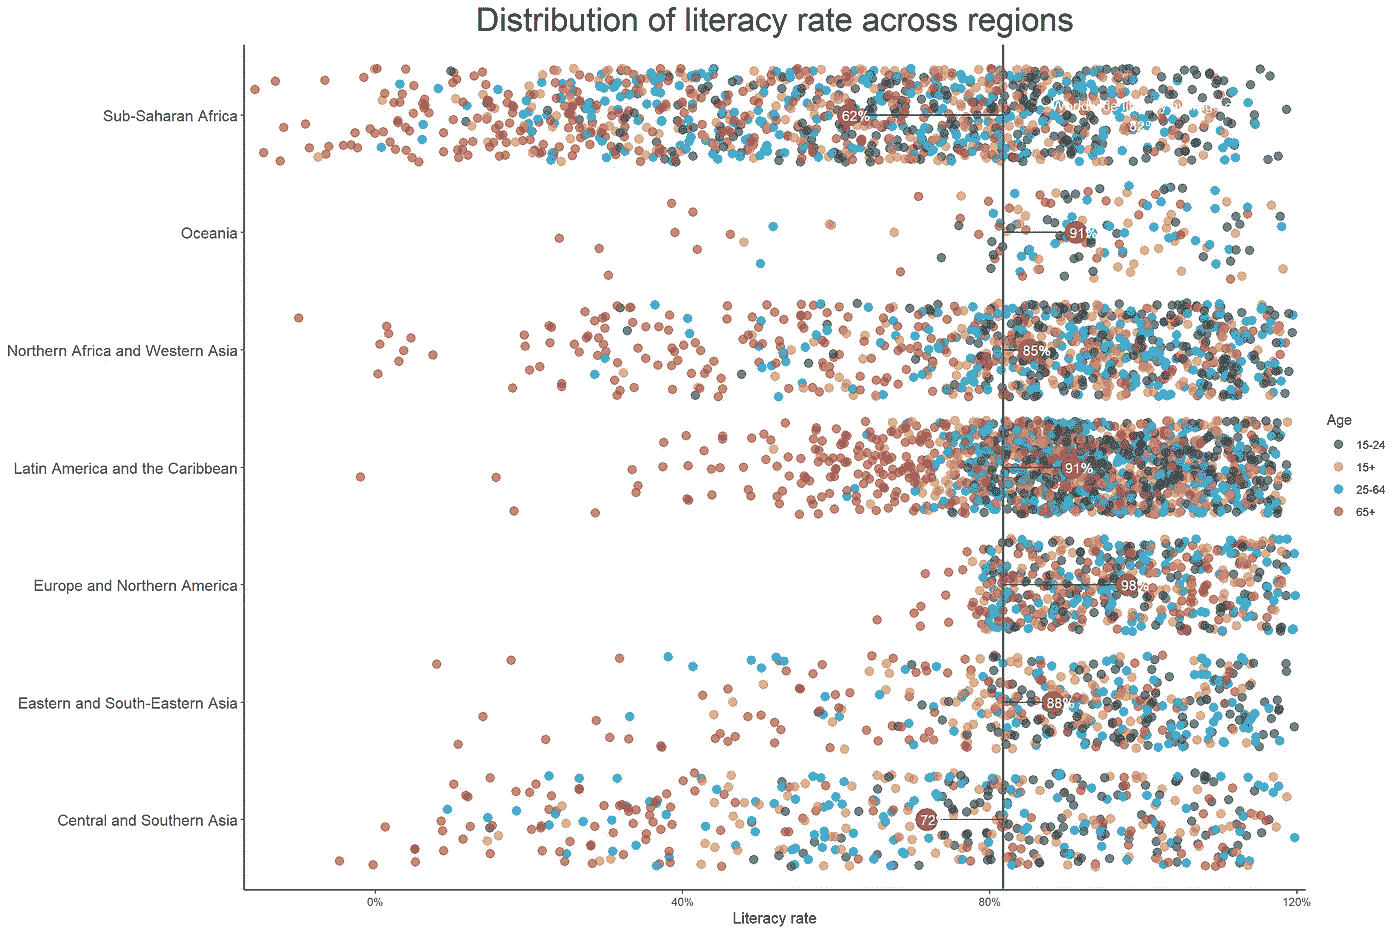 Distribution of literacy rate across regions
Sub-Saharan Africa
62%
Worldwide
82%
Oceania
91%
Northern Africa and Western Asia
85%
Latin America and the Caribbean
91%
Europe and Northern America
98%
Eastern and South-Eastern Asia
88%
Central and Southern Asia
72
0%
40%
80%
120%
Literacy rate
Age
15-24
15+
25-64
65+